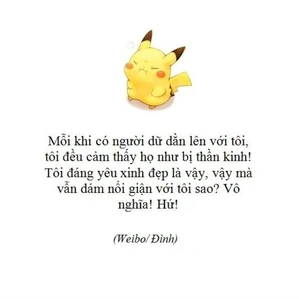 Mỗi khi có người dữ dằn lên với tôi,
tôi đều cảm thấy họ như bị thần kinh!
Tôi đáng yêu xinh đẹp là vậy, vậy mà
vẫn dám nổi giận với tôi sao? Vô
nghĩa! Hứ!
(Weibo/ Đình)